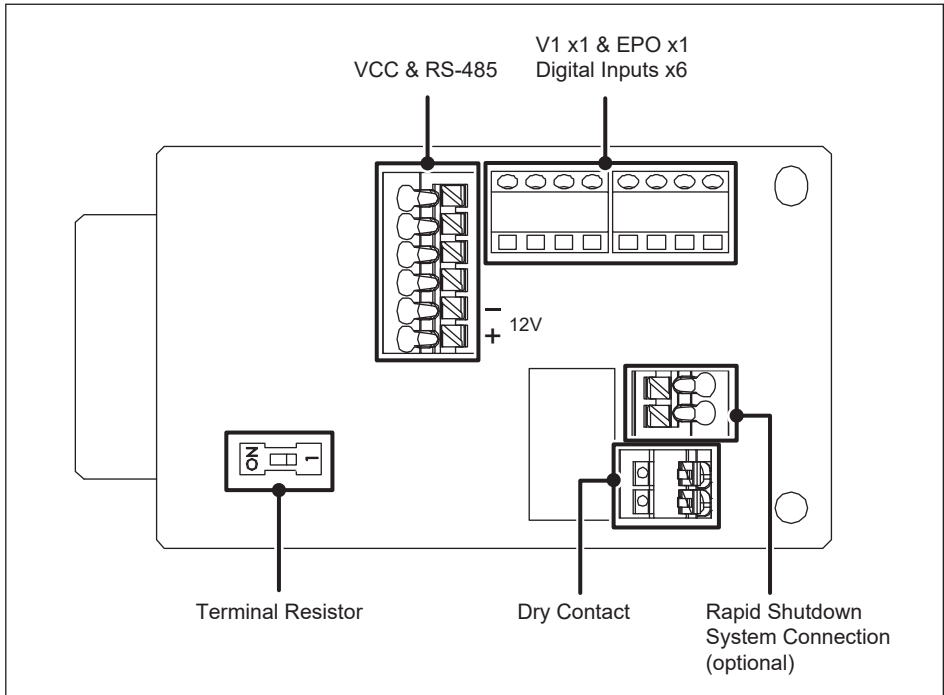 V1 x1 & EPO x1
VCC & RS-485
Digital Inputs x6
− 
+ 12V
ON 1
Terminal Resistor
Dry Contact
Rapid Shutdown
System Connection
(optional)